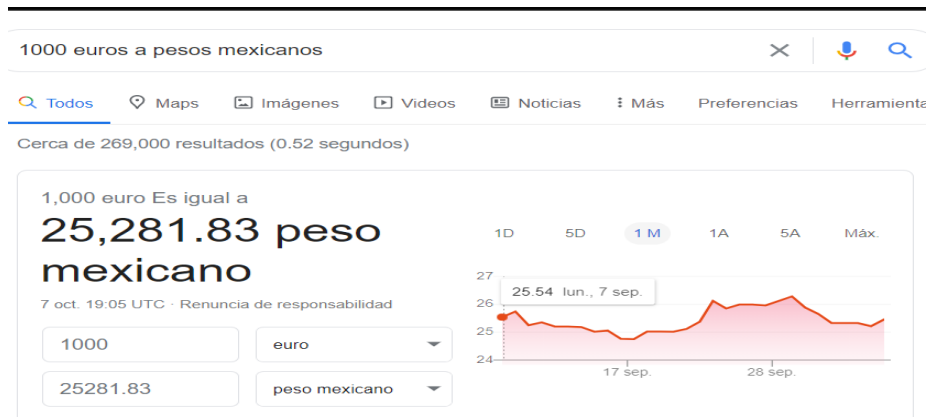 1000 euros a pesos mexicanos
Todos Maps Imágenes Videos Noticias Más Preferencias Herramienta
Cerca de 269,000 resultados (0.52 segundos)
1,000 euro Es igual a
25,281.83 peso
mexicano
7 oct. 19:05 UTC · Renuncia de responsabilidad
1000 euro
25281.83 peso mexicano
1D 5D 1 M 1A 5A Máx.
27
25.54 lun., 7 sep.
26
25
24
17 sep. 28 sep.